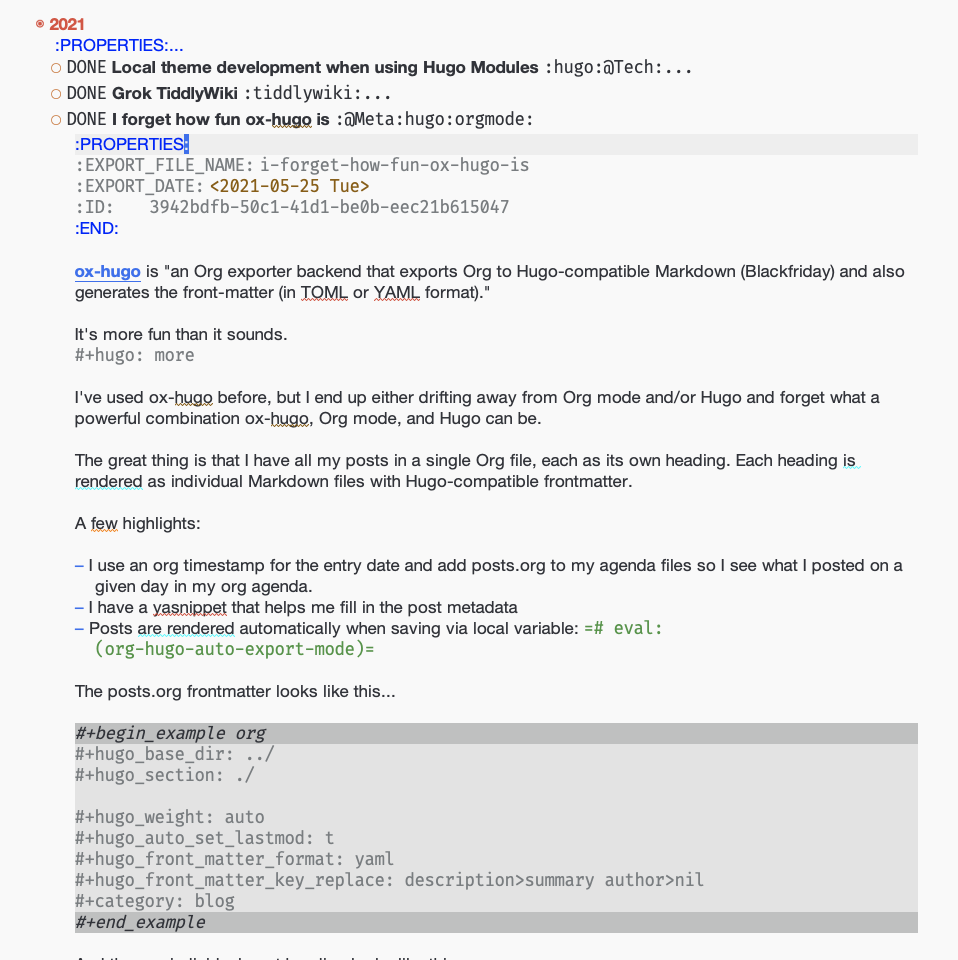 2021
:PROPERTIES:...
DONE Local theme development when using Hugo Modules :hugo:@Tech:...
DONE Grok TiddlyWiki :tiddlywiki:...
DONE I forget how fun ox-hugo is :@Meta:hugo:orgmode:
:PROPERTIES:
:EXPORT_FILE_NAME: i-forget-how-fun-ox-hugo-is
:EXPORT_DATE: <2021-05-25 Tue>
:ID: 3942bdfb-50c1-41d1-be0b-eec21b615047
:END:
ox-hugo is "an Org exporter backend that exports Org to Hugo-compatible Markdown (Blackfriday) and also
generates the front-matter (in TOML or YAML format)."
It's more fun than it sounds.
#+hugo: more
I've used ox-hugo before, but I end up either drifting away from Org mode and/or Hugo and forget what a
powerful combination ox-hugo, Org mode, and Hugo can be.
The great thing is that I have all my posts in a single Org file, each as its own heading. Each heading is
rendered as individual Markdown files with Hugo-compatible frontmatter.
A few highlights:
– I use an org timestamp for the entry date and add posts.org to my agenda files so I see what I posted on a
given day in my org agenda.
– I have a yasnippet that helps me fill in the post metadata
– Posts are rendered automatically when saving via local variable: =# eval:
(org-hugo-auto-export-mode)=
The posts.org frontmatter looks like this...
#+begin_example org
#+hugo_base_dir: ../
#+hugo_section: ./
#+hugo_weight: auto
#+hugo_auto_set_lastmod: t
#+hugo_front_matter_format: yaml
#+hugo_front_matter_key_replace: description>summary author>nil
#+category: blog
#+end_example